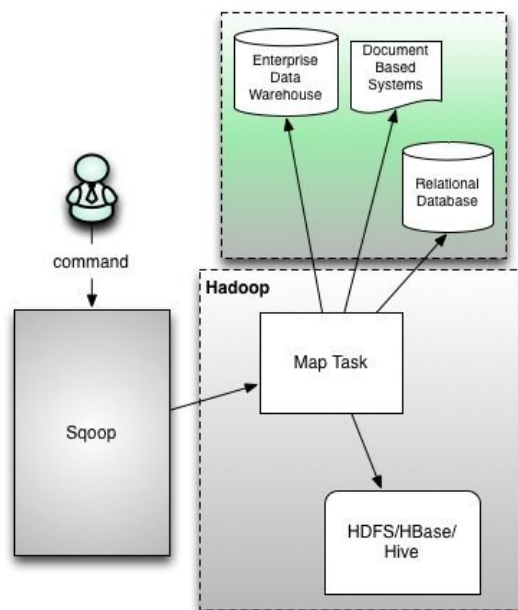 Enterprise
Data
Warehouse
Document
Based
Systems
Relational
Database
command
Hadoop
Map Task
Sqoop
HDFS/HBase/
Hive